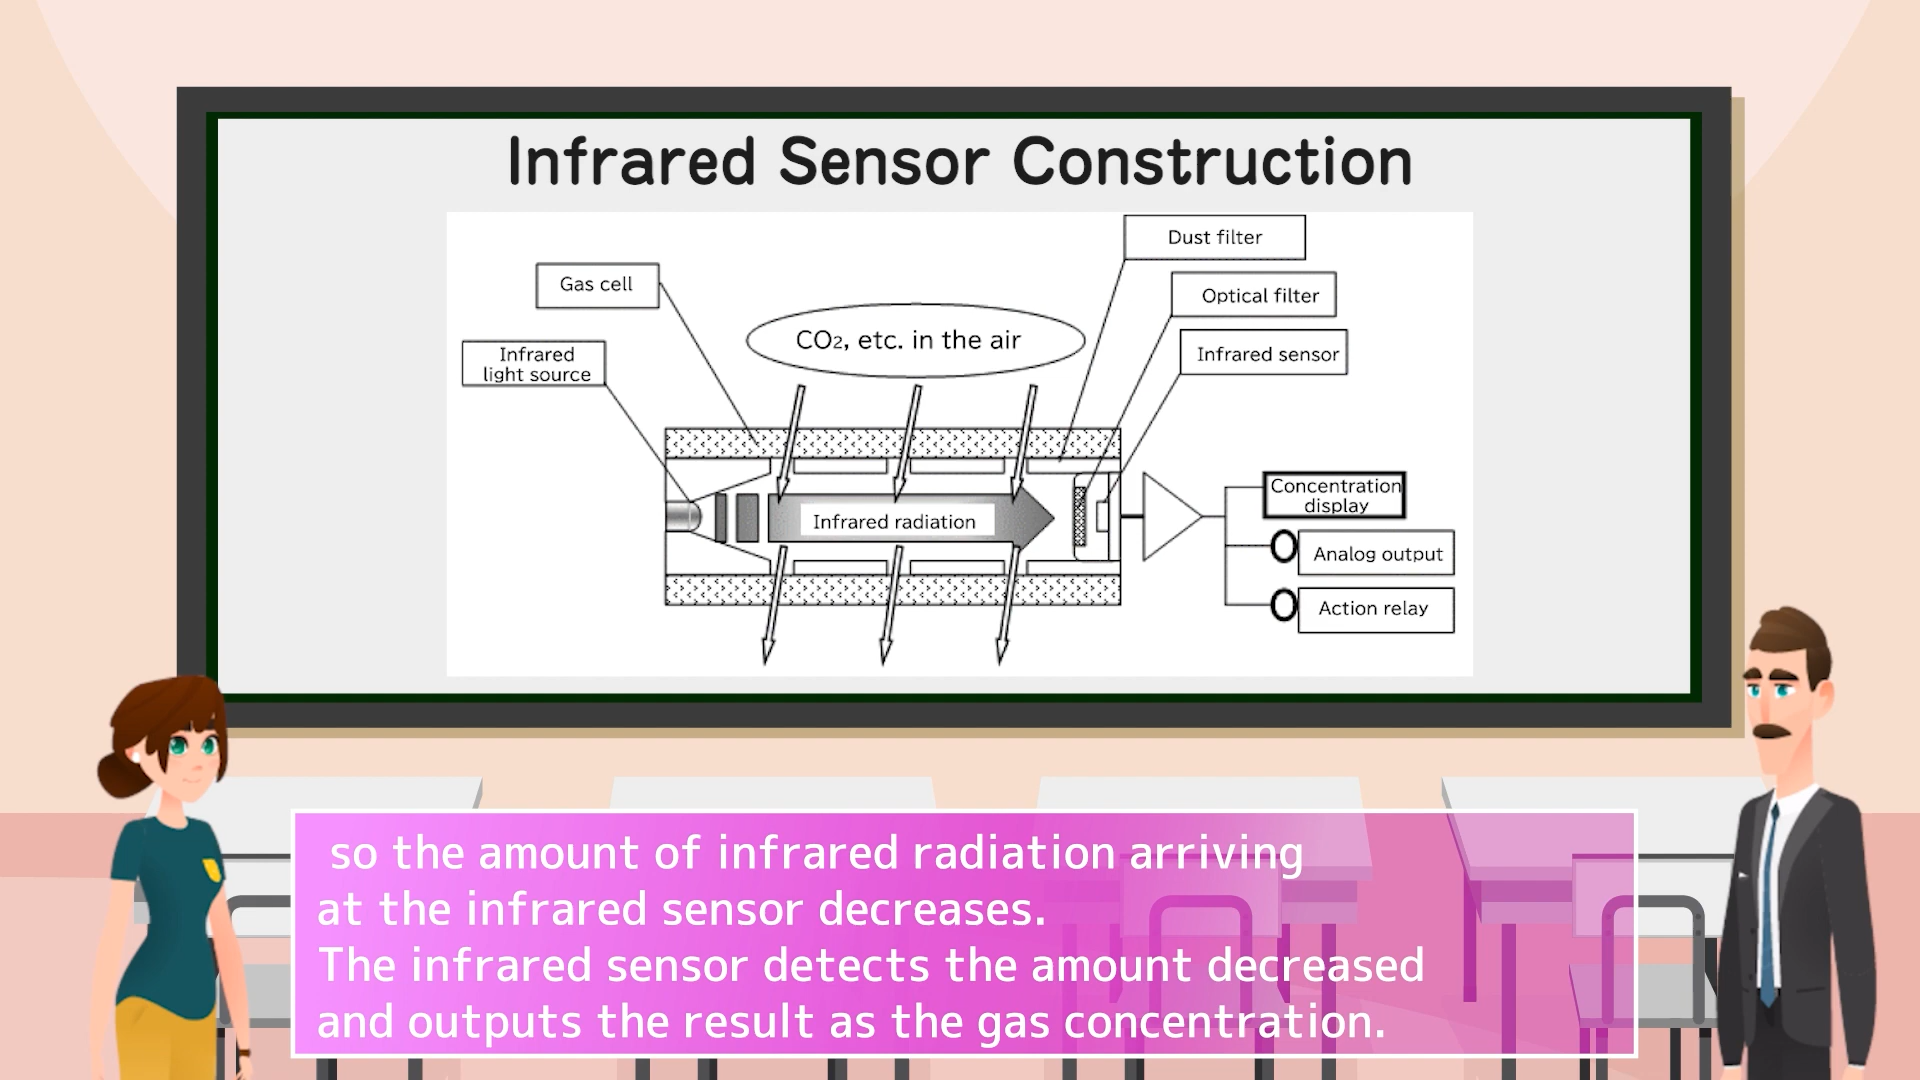 Infrared Sensor Construction
Dust filter
Gas cell
Optical filter
CO₂, etc. in the air
Infrared
light source
Infrared sensor
Infrared radiation
Concentration
display
Analog output
Action relay
so the amount of infrared radiation arriving
at the infrared sensor decreases.
The infrared sensor detects the amount decreased
and outputs the result as the gas concentration.